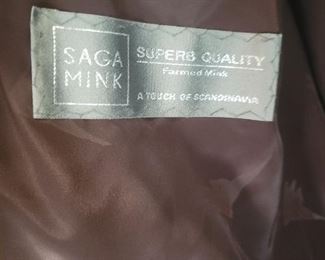 SAGA
MINK
SUPERB QUALITY
Farmed Mink
A TOUCH OF SCANDINAVIA